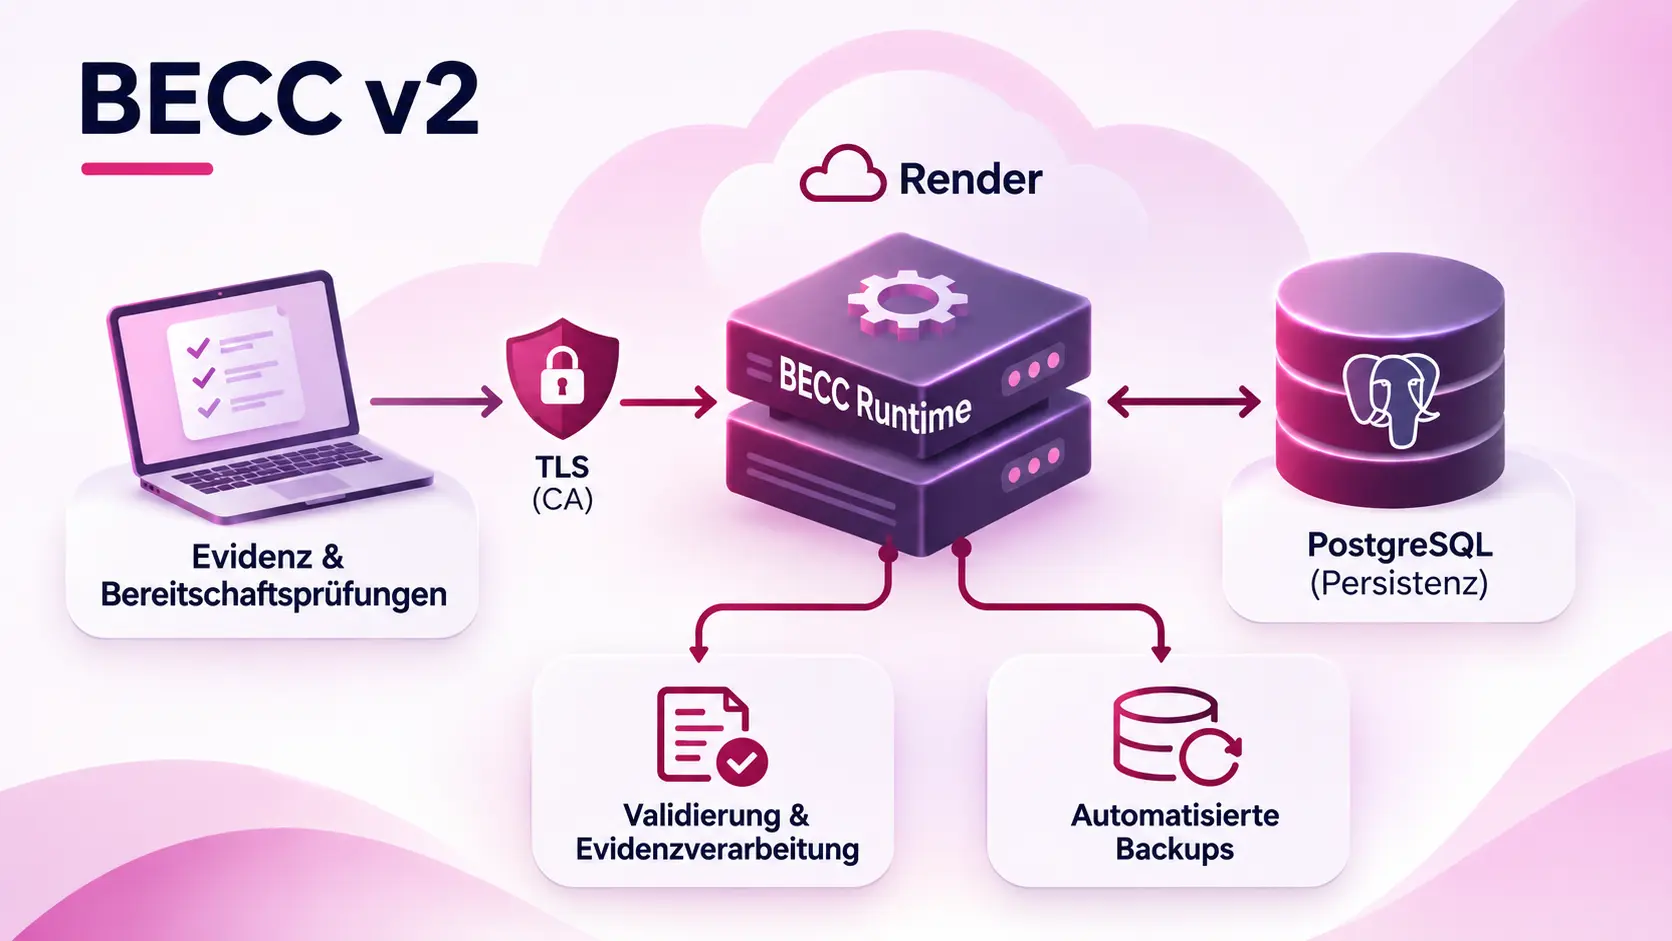 BECC v2
Render
BECC Runtime
TLS
(CA)
Evidenz &
Bereitschaftsprüfungen
PostgreSQL
(Persistenz)
Validierung &
Evidenzverarbeitung
Automatisierte
Backups